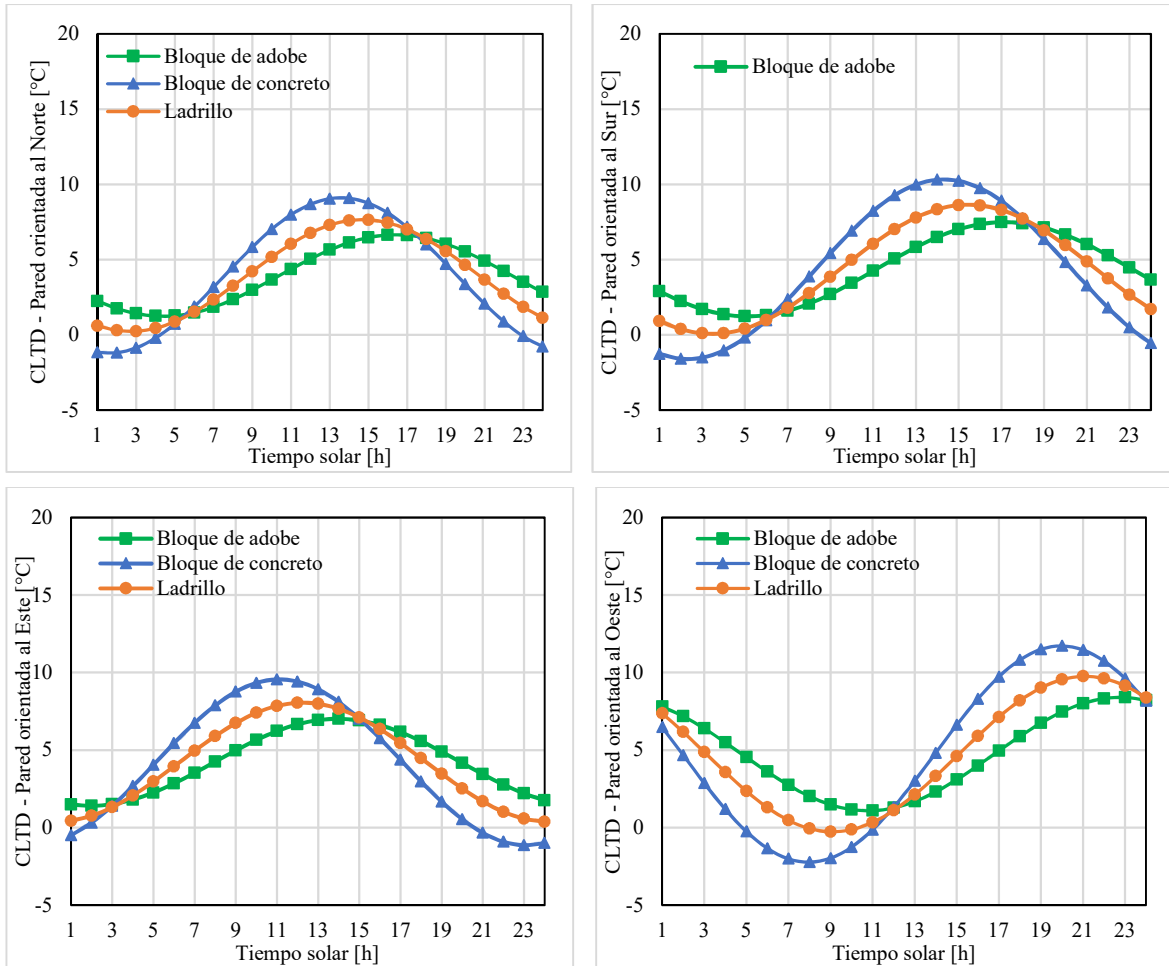 CLTD - Pared orientada al Norte [°C]
20
15
10
5
0
-5
Bloque de adobe
Bloque de concreto
Ladrillo
1 3 5 7 9 11 13 15 17 19 21 23
Tiempo solar [h]
CLTD - Pared orientada al Sur [°C]
20
15
10
5
0
-5
Bloque de adobe
1 3 5 7 9 11 13 15 17 19 21 23
Tiempo solar [h]
CLTD - Pared orientada al Este [°C]
20
15
10
5
0
-5
Bloque de adobe
Bloque de concreto
Ladrillo
1 3 5 7 9 11 13 15 17 19 21 23
Tiempo solar [h]
CLTD - Pared orientada al Oeste [°C]
20
15
10
5
0
-5
Bloque de adobe
Bloque de concreto
Ladrillo
1 3 5 7 9 11 13 15 17 19 21 23
Tiempo solar [h]